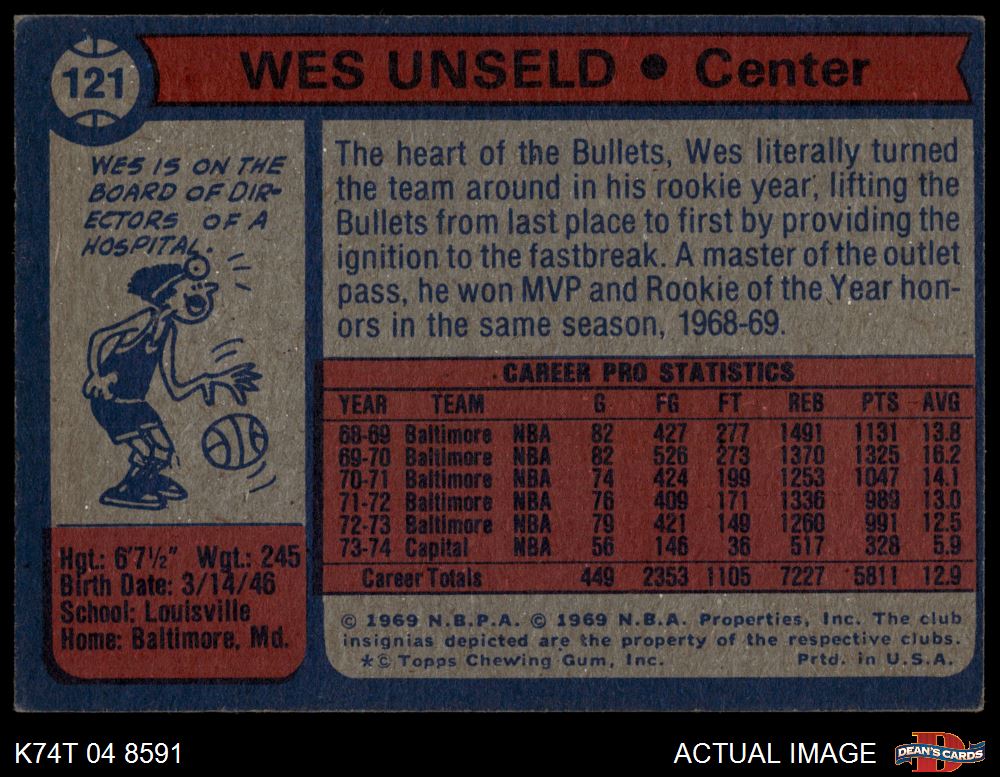 121
WES UNSELD • Center
WES IS ON THE
BOARD OF DIR-
ECTORS OF A
HOSPITAL.
The heart of the Bullets, Wes literally turned
the team around in his rookie year, lifting the
Bullets from last place to first by providing the
ignition to the fastbreak. A master of the outlet
pass, he won MVP and Rookie of the Year hon-
ors in the same season, 1968-69.
CAREER PRO STATISTICS
YEAR TEAM G FG FT REB PTS AVG
68-69 Baltimore NBA 82 427 277 1491 1131 13.8
69-70 Baltimore NBA 82 526 273 1370 1325 16.2
70-71 Baltimore NBA 74 424 199 1253 1047 14.1
71-72 Baltimore NBA 76 409 171 1336 989 13.0
72-73 Baltimore NBA 79 421 149 1260 991 12.5
73-74 Capital NBA 56 146 36 517 328 5.9
Career Totals 449 2353 1105 7227 5811 12.9
Hgt: 6'7½" Wgt: 245
Birth Date: 3/14/46
School: Louisville
Home: Baltimore, Md.
© 1969 N.B.P.A. © 1969 N.B.A. Properties, Inc. The club
insignias depicted are the property of the respective clubs.
*© Topps Chewing Gum, Inc. Prtd. in U.S.A.
K74T 04 8591
ACTUAL IMAGE
DEAN'S CARDS